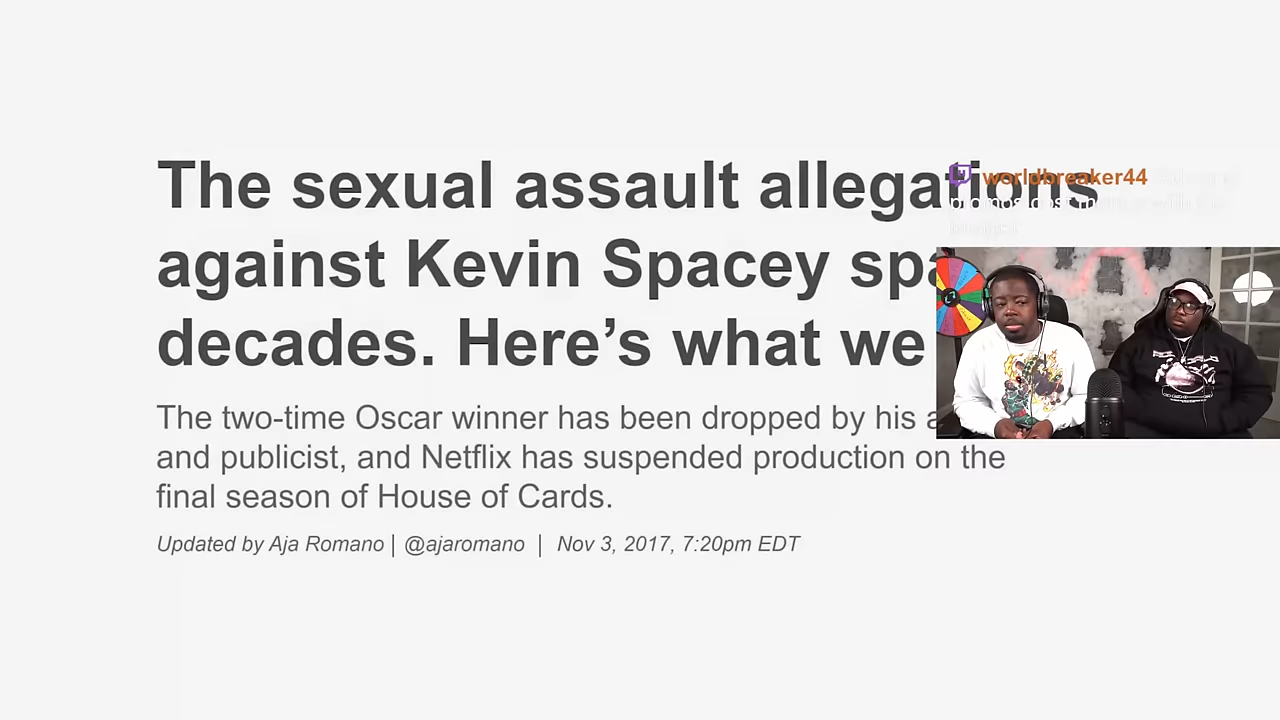 The sexual assault allegations
against Kevin Spacey spa
decades. Here's what we
The two-time Oscar winner has been dropped by his a
and publicist, and Netflix has suspended production on the
final season of House of Cards.
Updated by Aja Romano | @ajaromano | Nov 3, 2017, 7:20pm EDT
worldbreaker44